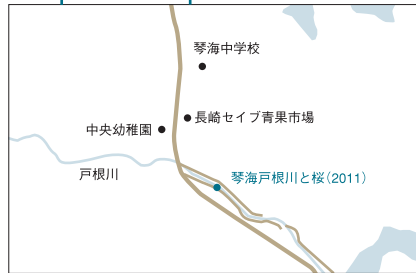 琴海中学校
長崎セイブ青果市場
中央幼稚園
戸根川
琴海戸根川と桜(2011)